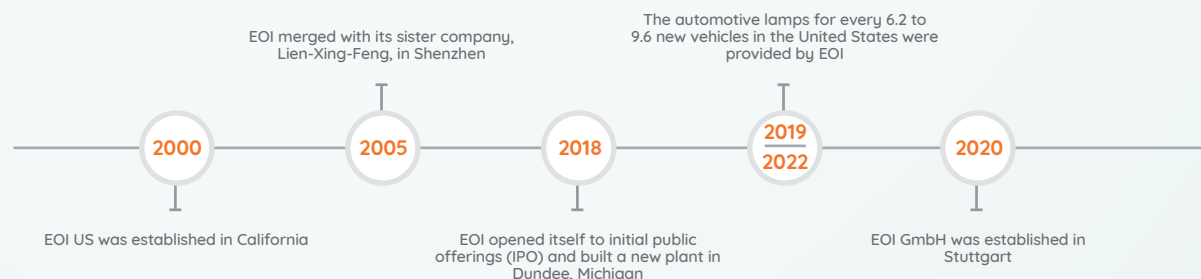 The automotive lamps for every 6.2 to
9.6 new vehicles in the United States were
provided by EOI
EOI merged with its sister company,
Lien-Xing-Feng, in Shenzhen
2000
2005
2018
2019
2022
2020
EOI US was established in California
EOI opened itself to initial public
offerings (IPO) and built a new plant in
Dundee, Michigan
EOI GmbH was established in
Stuttgart